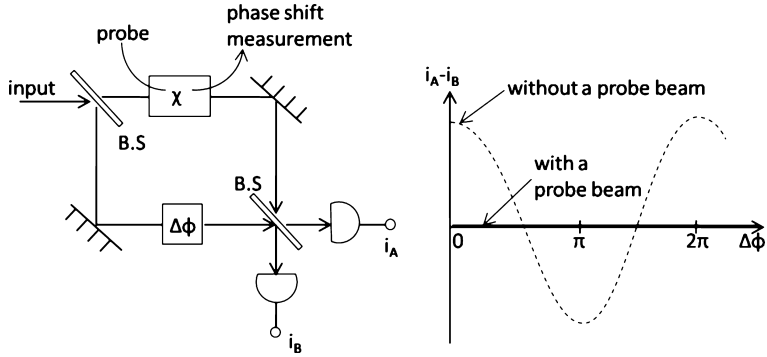 phase shift
measurement
probe
input
χ
B.S
B.S
Δϕ
i_A
i_B
i_A-i_B
without a probe beam
with a
probe beam
0
π
2π
Δϕ